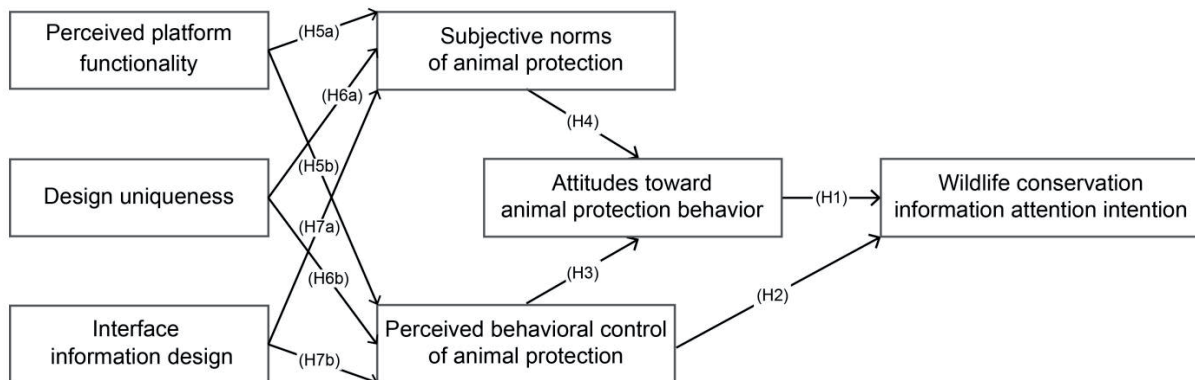 Perceived platform
functionality
(H5a)
Subjective norms
of animal protection
(H6a)
(H4)
(H5b)
Design uniqueness
Attitudes toward
animal protection behavior
(H1)
Wildlife conservation
information attention intention
(H7a)
(H6b)
(H3)
(H2)
Interface
information design
(H7b)
Perceived behavioral control
of animal protection